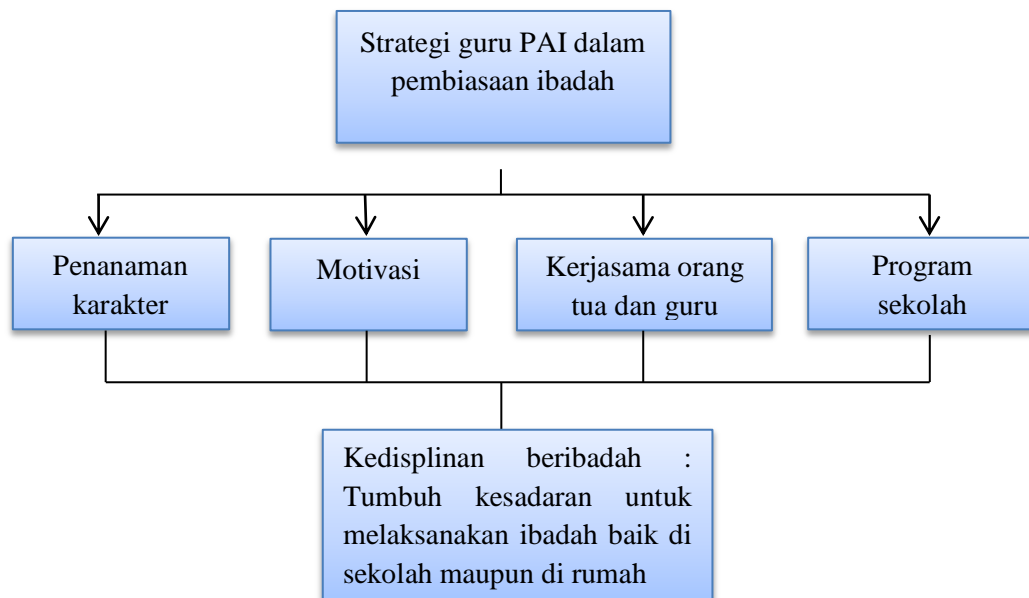 Strategi guru PAI dalam
pembiasaan ibadah
Penanaman
karakter
Motivasi
Kerjasama orang
tua dan guru
Program
sekolah
Kedisplinan beribadah :
Tumbuh kesadaran untuk
melaksanakan ibadah baik di
sekolah maupun di rumah